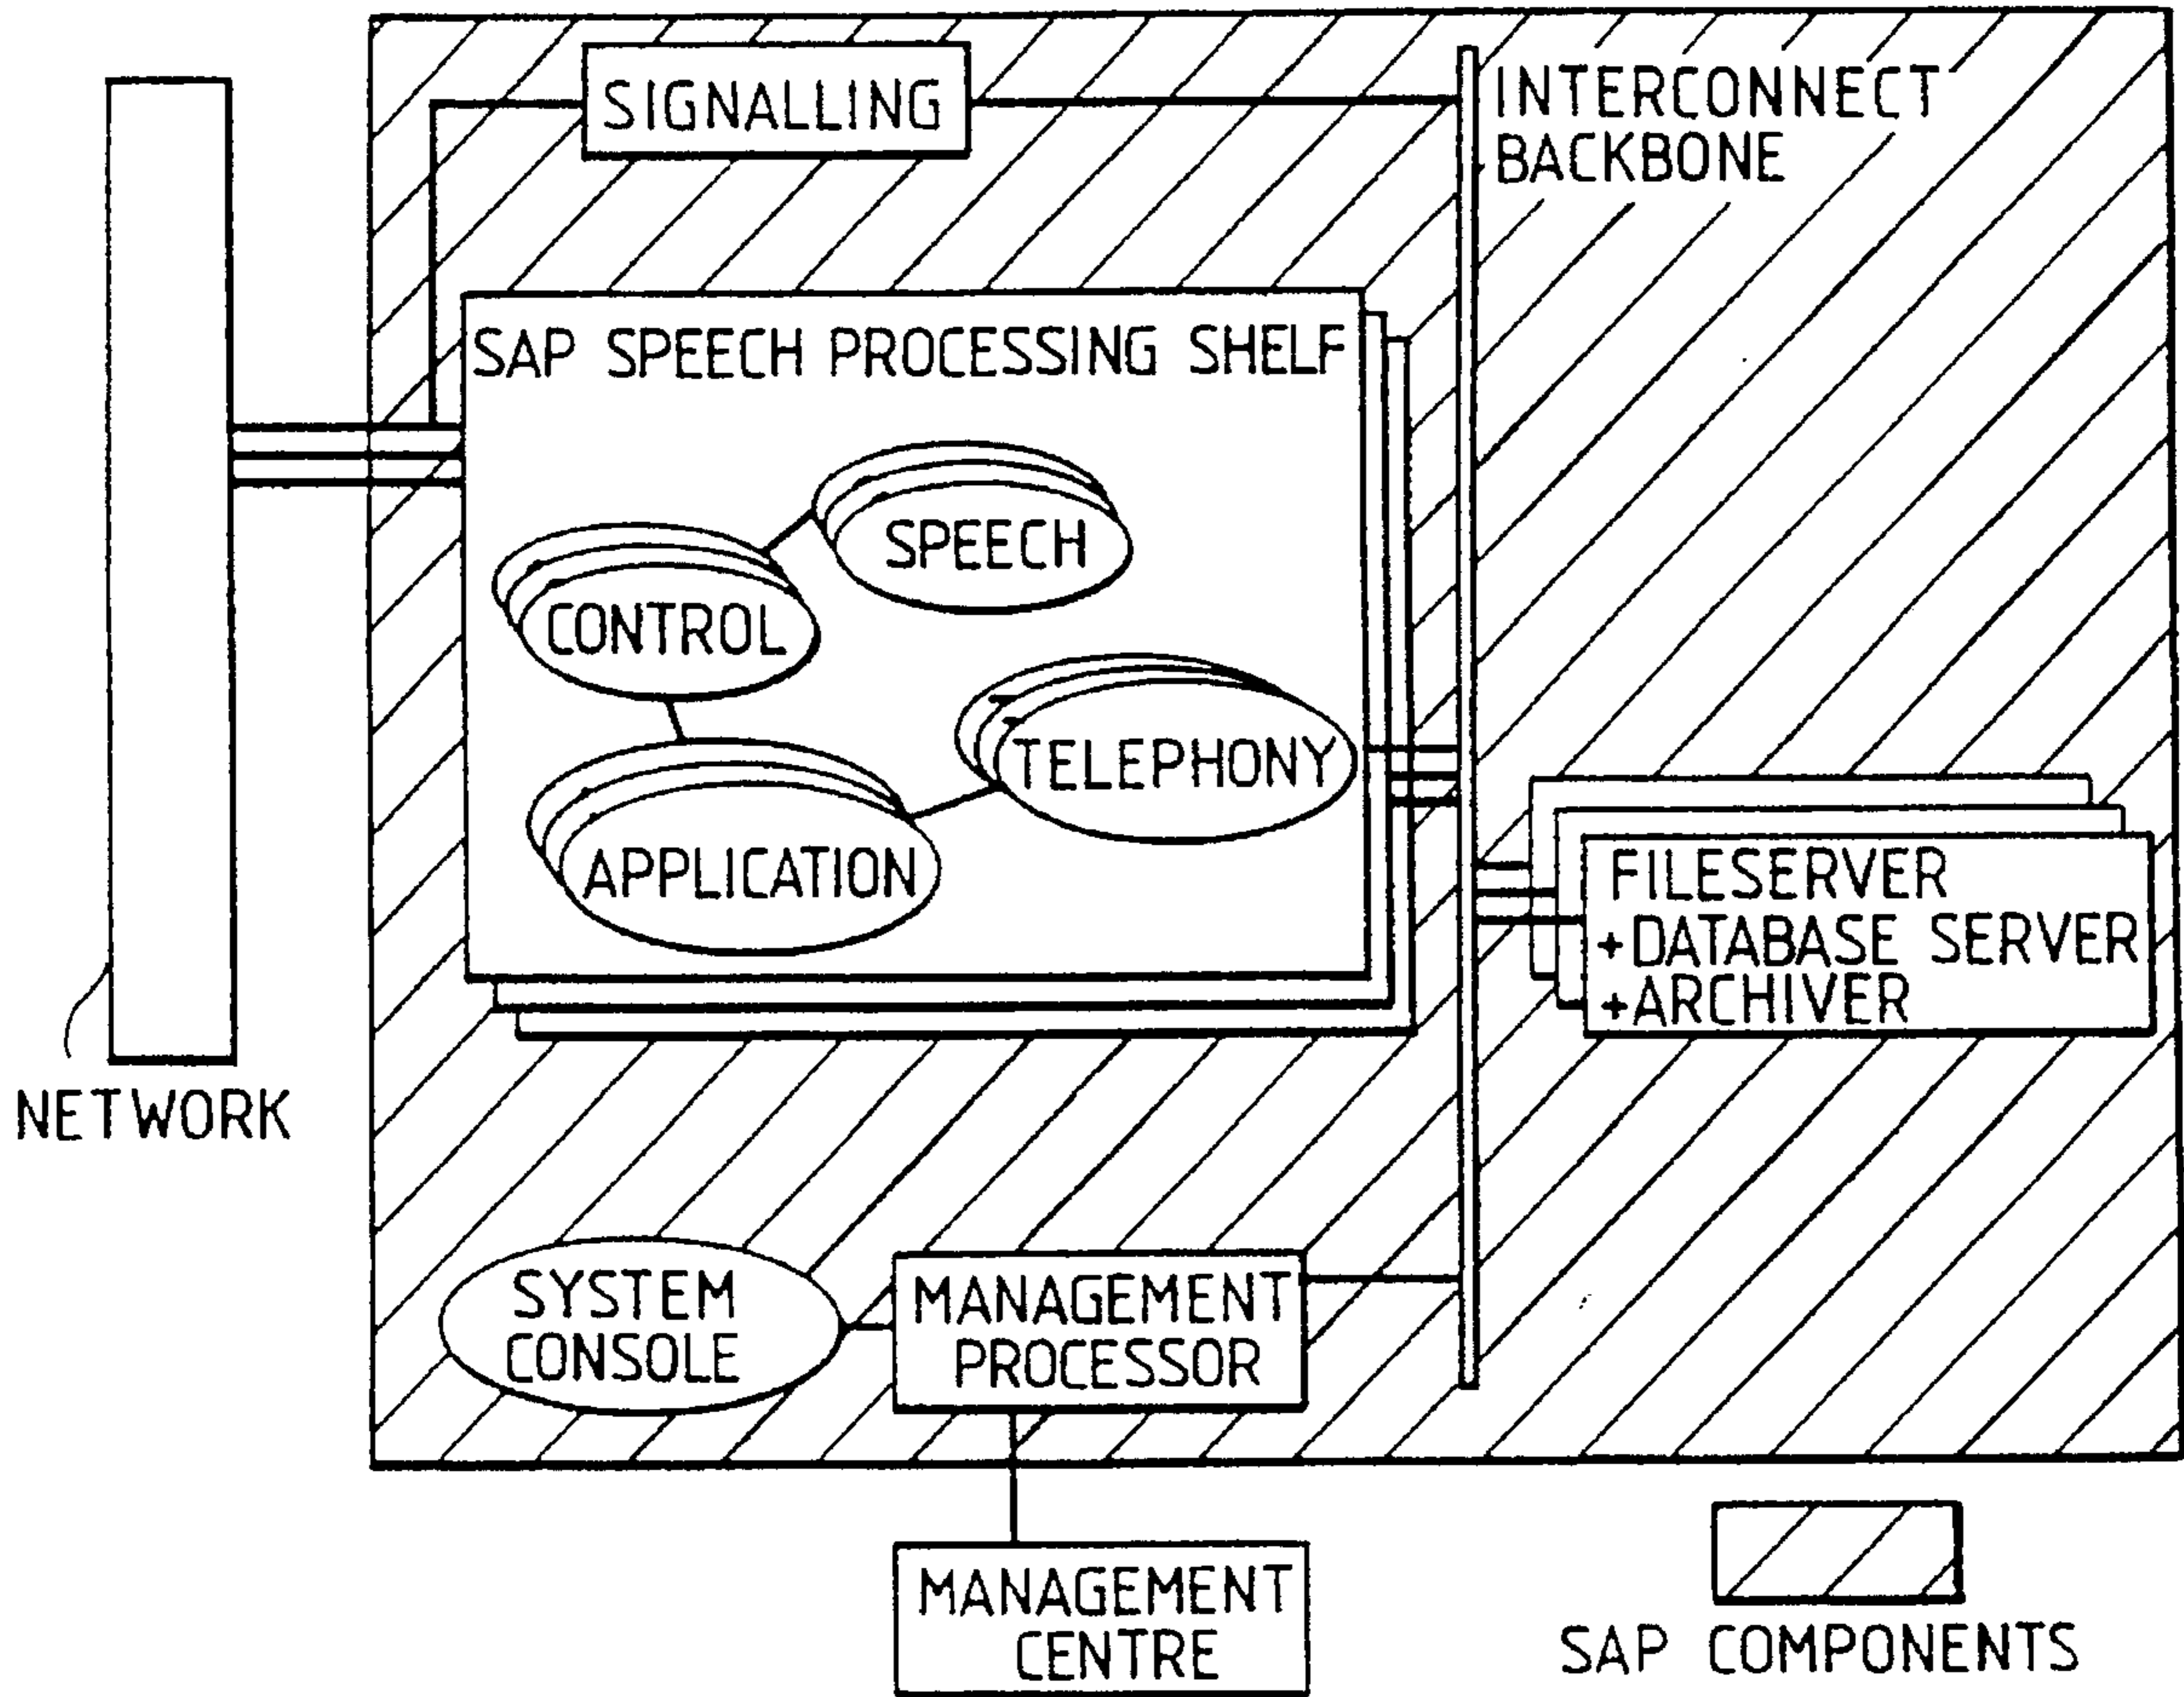 SIGNALLING
INTERCONNECT
BACKBONE
SAP SPEECH PROCESSING SHELF
SPEECH
CONTROL
TELEPHONY
APPLICATION
FILESERVER
+DATABASE SERVER
+ARCHIVER
NETWORK
SYSTEM
CONSOLE
MANAGEMENT
PROCESSOR
MANAGEMENT
CENTRE
SAP COMPONENTS